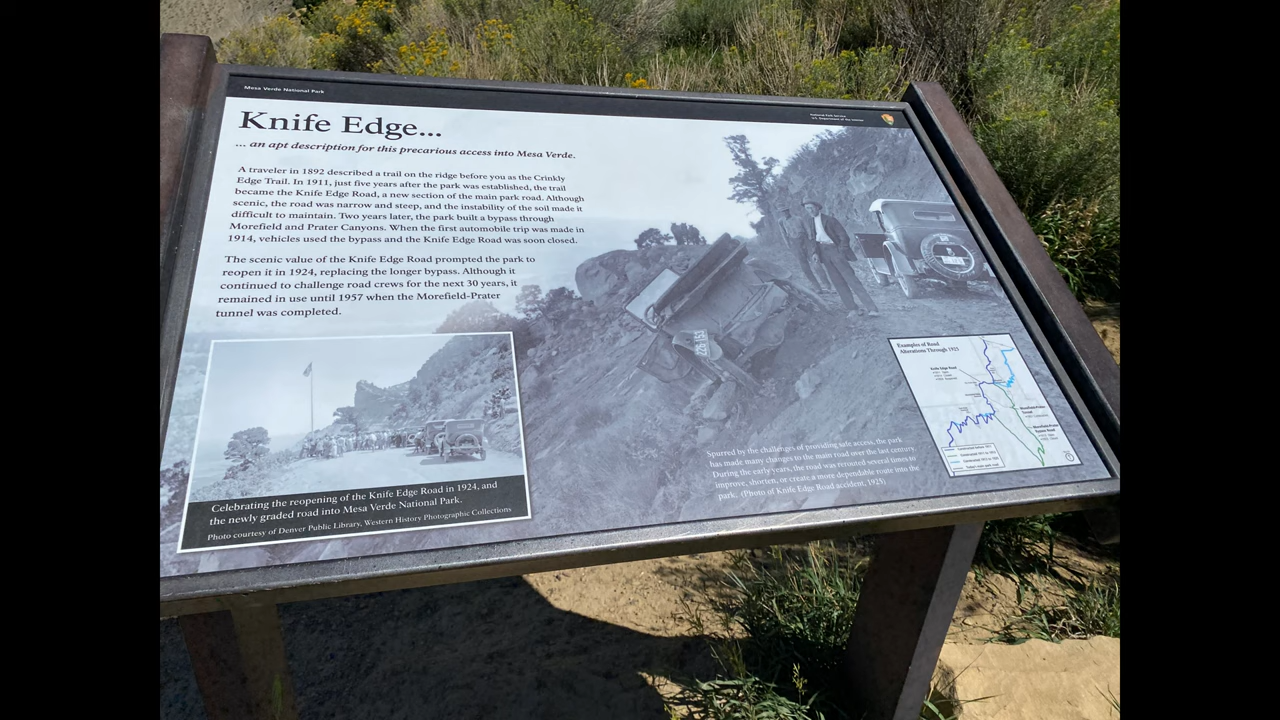 Mesa Verde National Park
National Park Service
U.S. Department of the Interior
Knife Edge...
... an apt description for this precarious access into Mesa Verde.
A traveler in 1892 described a trail on the ridge before you as the Crinkly
Edge Trail. In 1911, just five years after the park was established, the trail
became the Knife Edge Road, a new section of the main park road. Although
scenic, the road was narrow and steep, and the instability of the soil made it
difficult to maintain. Two years later, the park built a bypass through
Morefield and Prater Canyons. When the first automobile trip was made in
1914, vehicles used the bypass and the Knife Edge Road was soon closed.
The scenic value of the Knife Edge Road prompted the park to
reopen it in 1924, replacing the longer bypass. Although it
continued to challenge road crews for the next 30 years, it
remained in use until 1957 when the Morefield-Prater
tunnel was completed.
Celebrating the reopening of the Knife Edge Road in 1924, and
the newly graded road into Mesa Verde National Park.
Photo courtesy of Denver Public Library, Western History Photographic Collections
Spurred by the challenges of providing safe access, the park
has made many changes to the main road over the last century.
During the early years, the road was rerouted several times to
improve, shorten, or create a more dependable route into the
park. (Photo of Knife Edge Road accident, 1925)
Examples of Road
Alterations Through 1925
Knife Edge Road